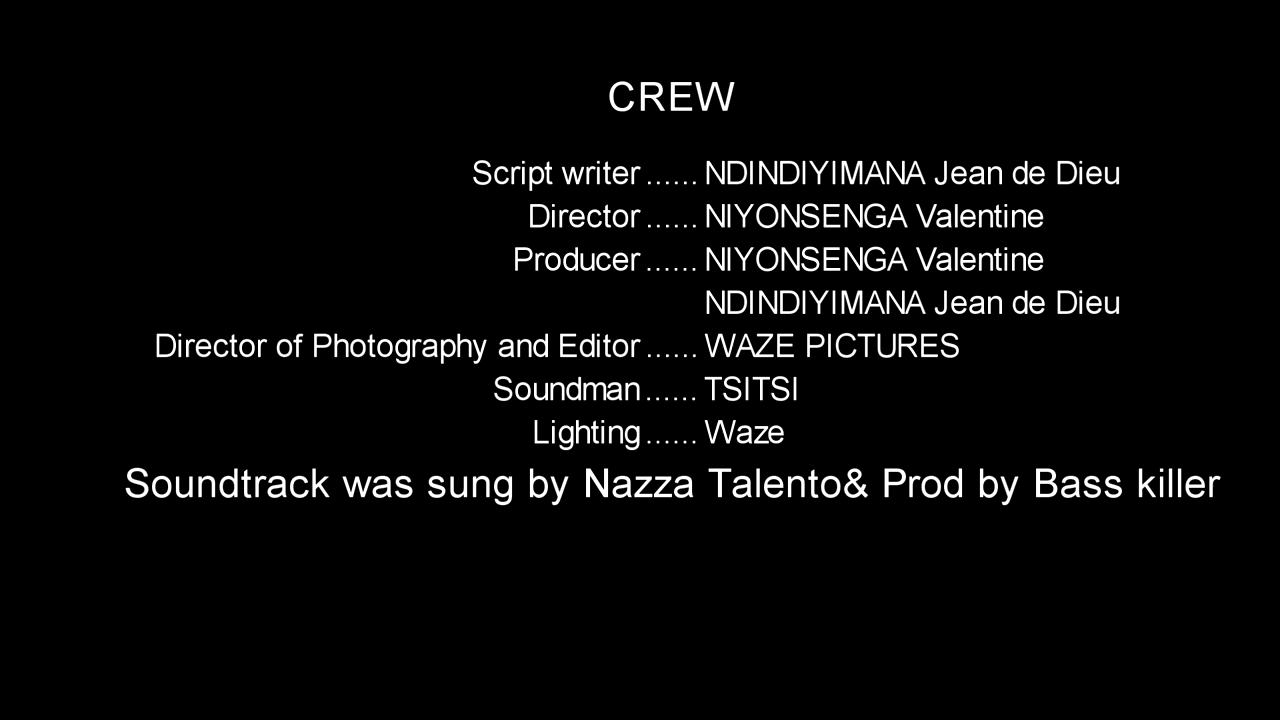 CREW
Script writer ...... NDINDIYIMANA Jean de Dieu
Director ...... NIYONSENGA Valentine
Producer ...... NIYONSENGA Valentine
NDINDIYIMANA Jean de Dieu
Director of Photography and Editor ...... WAZE PICTURES
Soundman ...... TSITSI
Lighting ...... Waze
Soundtrack was sung by Nazza Talento& Prod by Bass killer